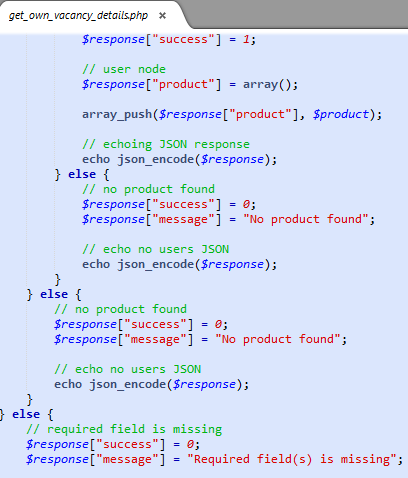 get_own_vacancy_details.php ×
$response["success"] = 1;
// user node
$response["product"] = array();
array_push($response["product"], $product);
// echoing JSON response
echo json_encode($response);
} else {
// no product found
$response["success"] = 0;
$response["message"] = "No product found";
// echo no users JSON
echo json_encode($response);
}
} else {
// no product found
$response["success"] = 0;
$response["message"] = "No product found";
// echo no users JSON
echo json_encode($response);
}
} else {
// required field is missing
$response["success"] = 0;
$response["message"] = "Required field(s) is missing";